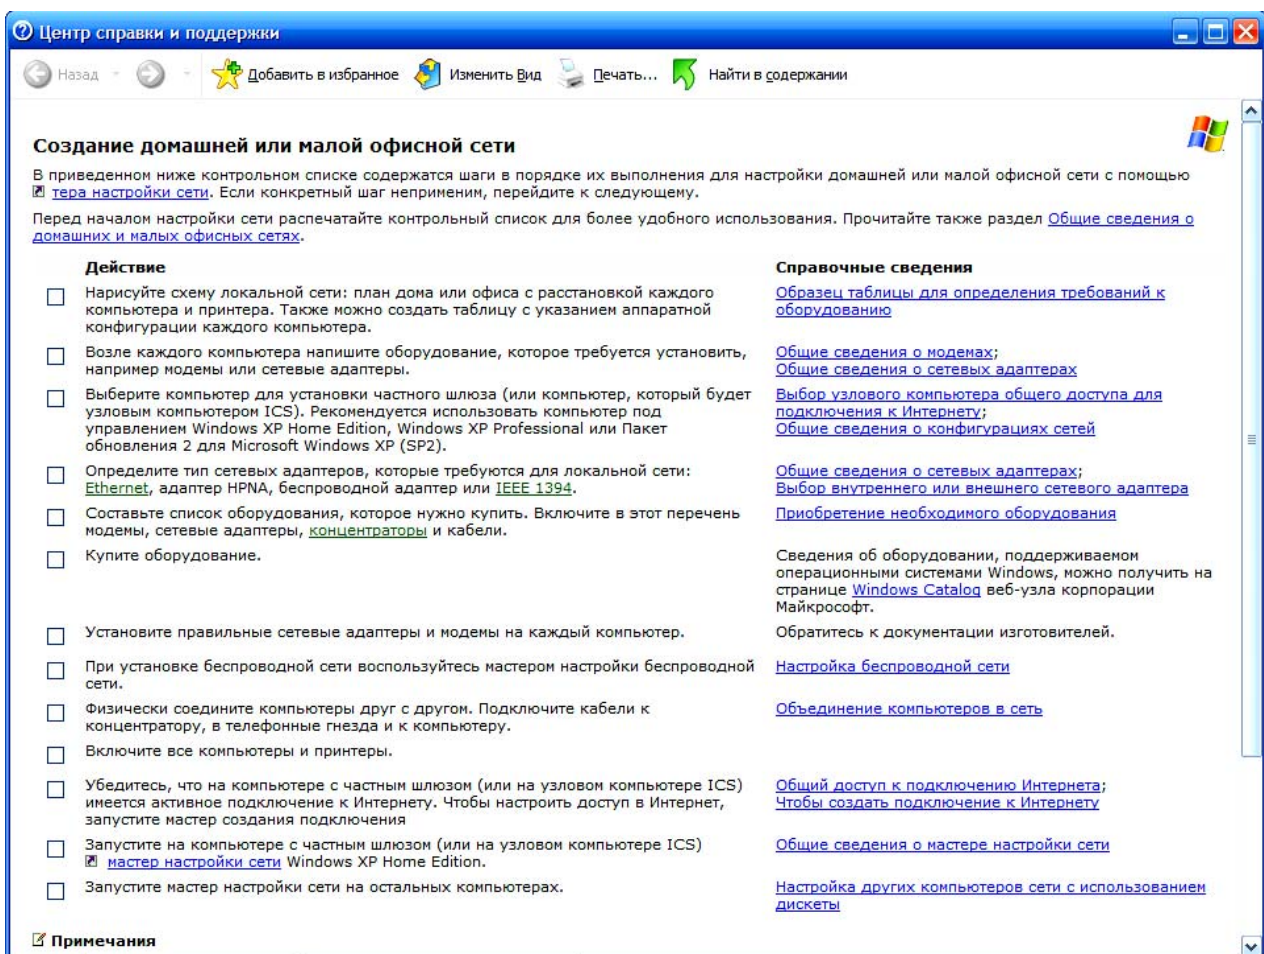 Центр справки и поддержки
Назад Добавить в избранное Изменить Вид Печать... Найти в содержании
Создание домашней или малой офисной сети
В приведенном ниже контрольном списке содержатся шаги в порядке их выполнения для настройки домашней или малой офисной сети с помощью
тера настройки сети. Если конкретный шаг неприменим, перейдите к следующему.
Перед началом настройки сети распечатайте контрольный список для более удобного использования. Прочитайте также раздел Общие сведения о
домашних и малых офисных сетях.
Действие
Справочные сведения
Нарисуйте схему локальной сети: план дома или офиса с расстановкой каждого
компьютера и принтера. Также можно создать таблицу с указанием аппаратной
конфигурации каждого компьютера.
Образец таблицы для определения требований к
оборудованию
Возле каждого компьютера напишите оборудование, которое требуется установить,
например модемы или сетевые адаптеры.
Общие сведения о модемах;
Общие сведения о сетевых адаптерах
Выберите компьютер для установки частного шлюза (или компьютер, который будет
узловым компьютером ICS). Рекомендуется использовать компьютер под
управлением Windows XP Home Edition, Windows XP Professional или Пакет
обновления 2 для Microsoft Windows XP (SP2).
Выбор узлового компьютера общего доступа для
подключения к Интернету;
Общие сведения о конфигурациях сетей
Определите тип сетевых адаптеров, которые требуются для локальной сети:
Ethernet, адаптер HPNA, беспроводной адаптер или IEEE 1394.
Общие сведения о сетевых адаптерах;
Выбор внутреннего или внешнего сетевого адаптера
Составьте список оборудования, которое нужно купить. Включите в этот перечень
модемы, сетевые адаптеры, концентраторы и кабели.
Приобретение необходимого оборудования
Купите оборудование.
Сведения об оборудовании, поддерживаемом
операционными системами Windows, можно получить на
странице Windows Catalog веб-узла корпорации
Майкрософт.
Установите правильные сетевые адаптеры и модемы на каждый компьютер.
Обратитесь к документации изготовителей.
При установке беспроводной сети воспользуйтесь мастером настройки беспроводной
сети.
Настройка беспроводной сети
Физически соедините компьютеры друг с другом. Подключите кабели к
концентратору, в телефонные гнезда и к компьютеру.
Объединение компьютеров в сеть
Включите все компьютеры и принтеры.
Убедитесь, что на компьютере с частным шлюзом (или на узловом компьютере ICS)
имеется активное подключение к Интернету. Чтобы настроить доступ в Интернет,
запустите мастер создания подключения
Общий доступ к подключению Интернета;
Чтобы создать подключение к Интернету
Запустите на компьютере с частным шлюзом (или на узловом компьютере ICS)
мастер настройки сети Windows XP Home Edition.
Общие сведения о мастере настройки сети
Запустите мастер настройки сети на остальных компьютерах.
Настройка других компьютеров сети с использованием
дискеты
Примечания